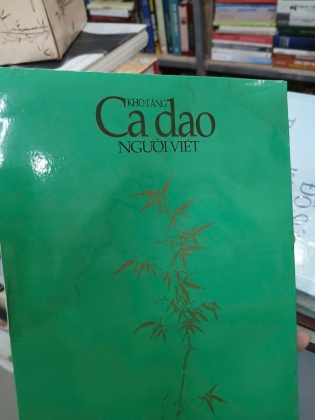 KHO TÀNG
Ca dao
NGƯỜI VIỆT